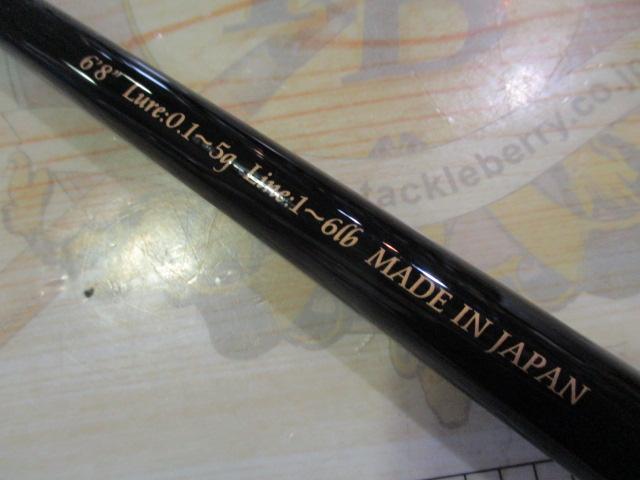 6'8" Lure:0.1~5g Line:1~6lb MADE IN JAPAN
tackleberry.co.jp
B